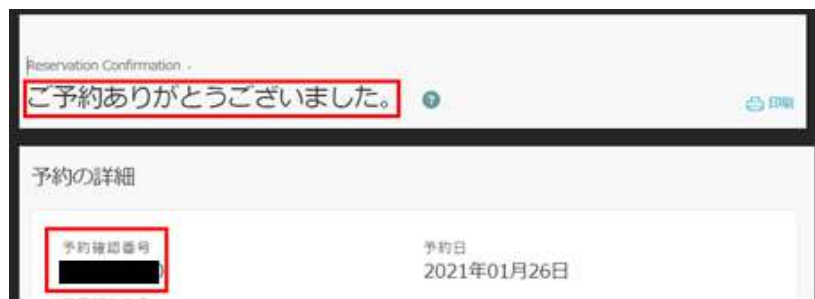 Reservation Confirmation
ご予約ありがとうございました。
?
印刷
予約の詳細
予約確認番号
予約日
2021年01月26日